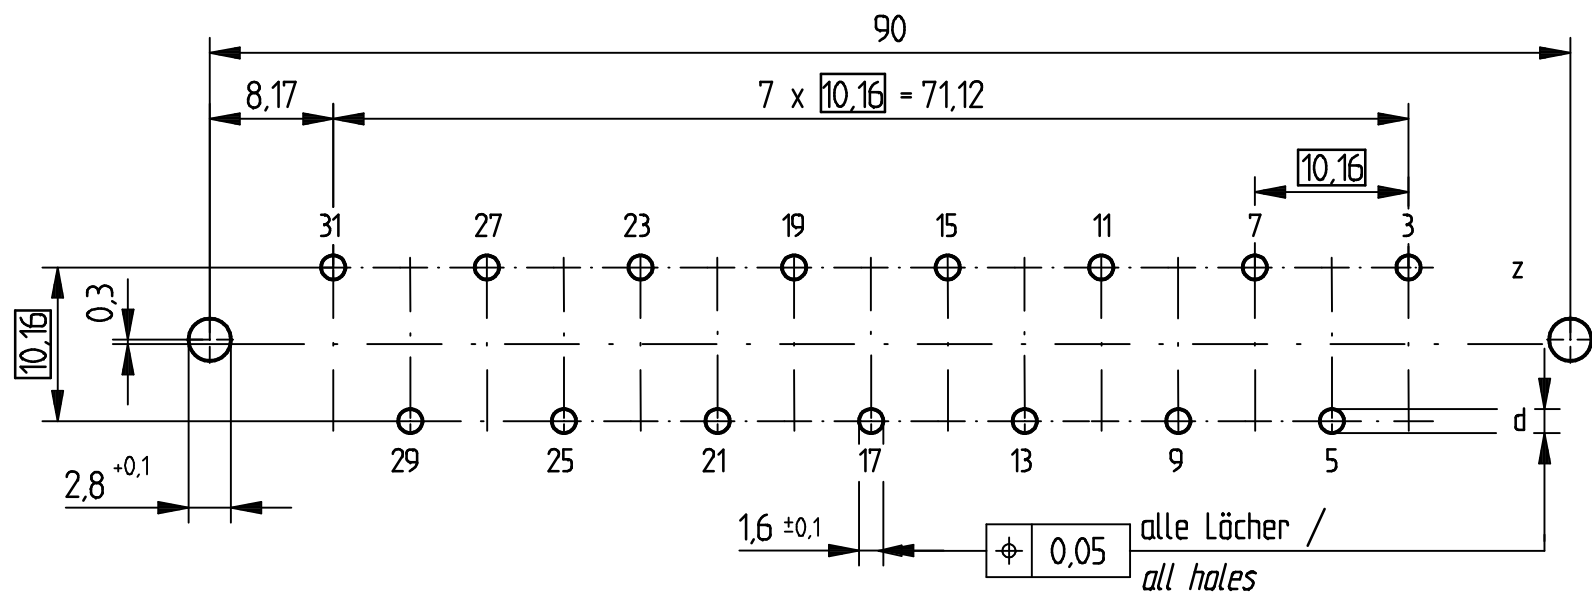 90
8,17
7 x 10,16 = 71,12
10,16
31 27 23 19 15 11 7 3
z
0,3
10,16
d
29 25 21 17 13 9 5
2,8 +0,1
1,6 ±0,1
⌖ 0,05 alle Löcher /
all holes